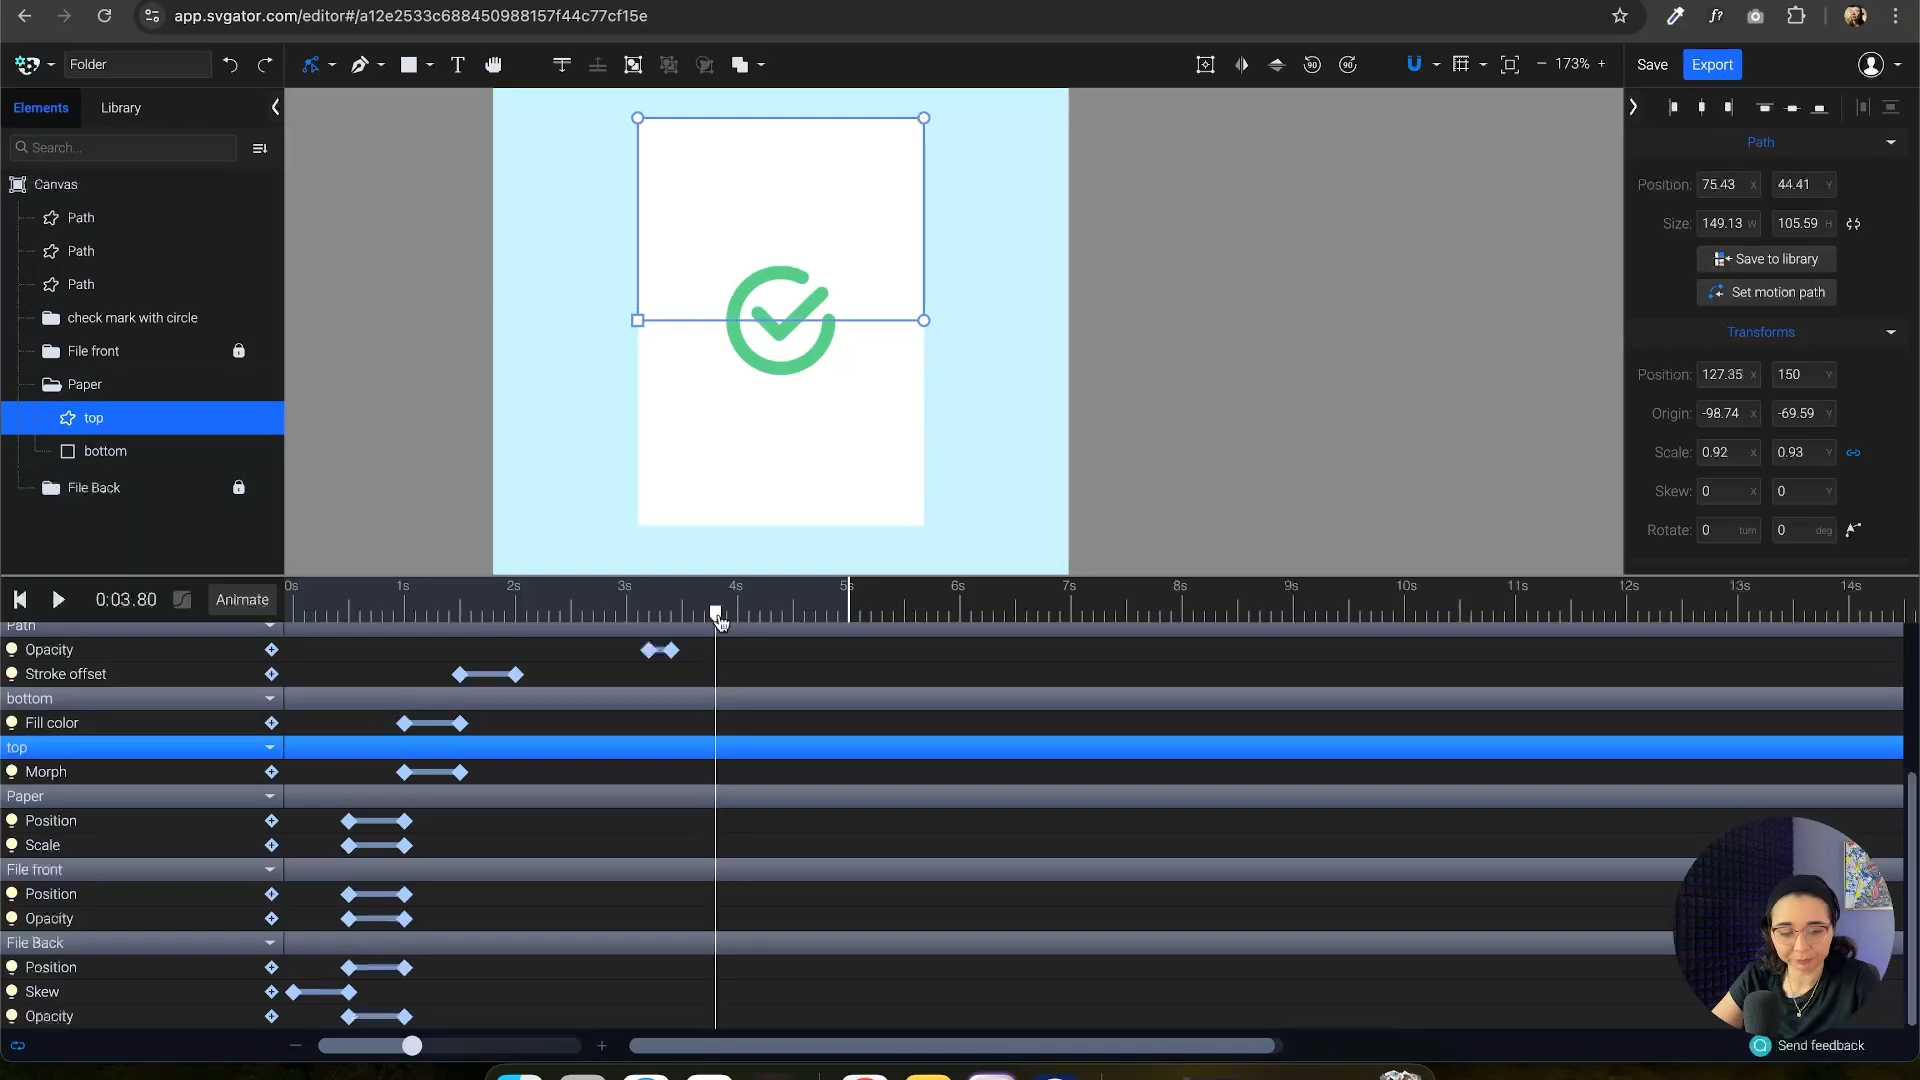 app.svgator.com/editor#/a12e2533c688450988157f44c77cf15e
Folder
173%
Save
Export
Elements
Library
Search...
Canvas
Path
Path
Path
check mark with circle
File front
Paper
top
bottom
File Back
Path
Position: 75.43 X 44.41 Y
Size: 149.13 W 105.59 H
Save to library
Set motion path
Transforms
Position: 127.35 X 150 Y
Origin: -98.74 X -69.59 Y
Scale: 0.92 X 0.93 Y
Skew: 0 X 0 Y
Rotate: 0 turn 0 deg
0:03.80
Animate
0s 1s 2s 3s 4s 5s 6s 7s 8s 9s 10s 11s 12s 13s 14s
Path
Opacity
Stroke offset
bottom
Fill color
top
Morph
Paper
Position
Scale
File front
Position
Opacity
File Back
Position
Skew
Opacity
Send feedback